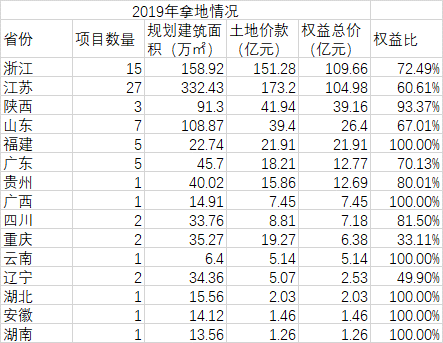 2019年拿地情况
省份 项目数量 规划建筑面积（万㎡） 土地价款（亿元） 权益总价（亿元） 权益比
浙江 15 158.92 151.28 109.66 72.49%
江苏 27 332.43 173.2 104.98 60.61%
陕西 3 91.3 41.94 39.16 93.37%
山东 7 108.87 39.4 26.4 67.01%
福建 5 22.74 21.91 21.91 100.00%
广东 5 45.7 18.21 12.77 70.13%
贵州 1 40.02 15.86 12.69 80.01%
广西 1 14.91 7.45 7.45 100.00%
四川 2 33.76 8.81 7.18 81.50%
重庆 2 35.27 19.27 6.38 33.11%
云南 1 6.4 5.14 5.14 100.00%
辽宁 2 34.36 5.07 2.53 49.90%
湖北 1 15.56 2.03 2.03 100.00%
安徽 1 14.12 1.46 1.46 100.00%
湖南 1 13.56 1.26 1.26 100.00%